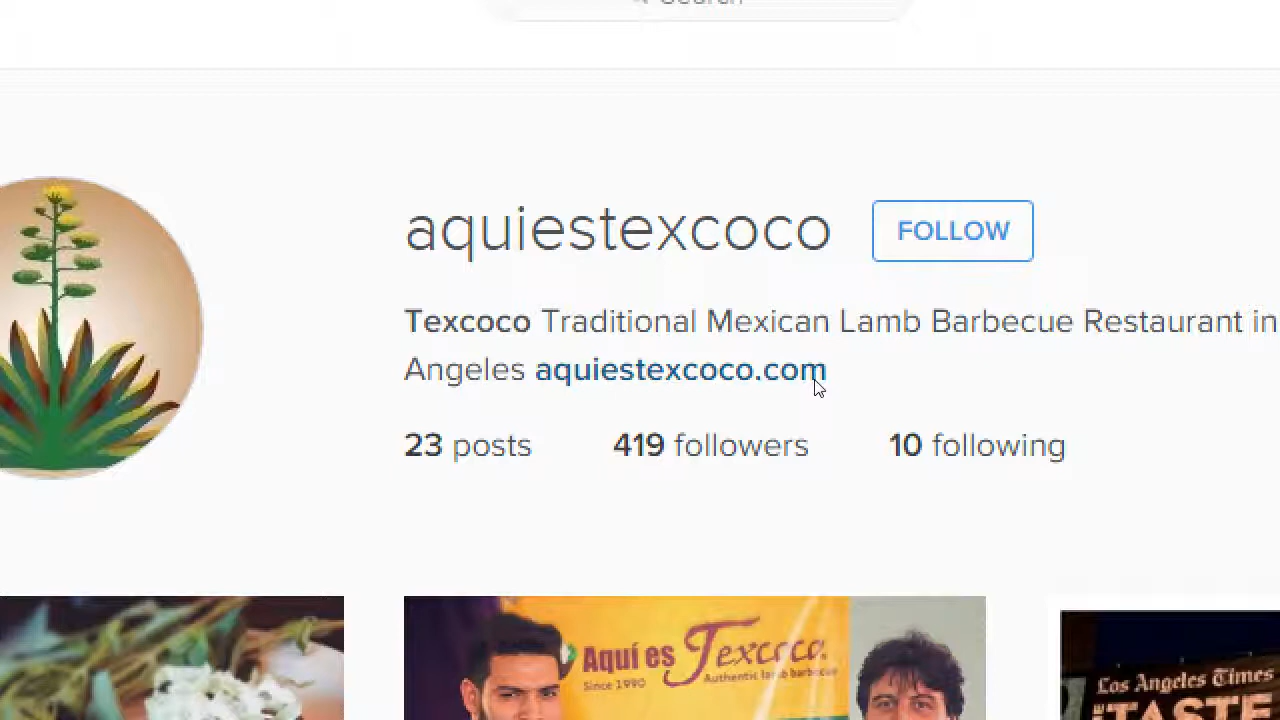 aquiestexcoco FOLLOW
Texcoco Traditional Mexican Lamb Barbecue Restaurant in
Angeles aquiestexcoco.com
23 posts 419 followers 10 following
Aquí es Texcoco.
Since 1990 Authentic lamb barbecue
Los Angeles Times
THE TASTE